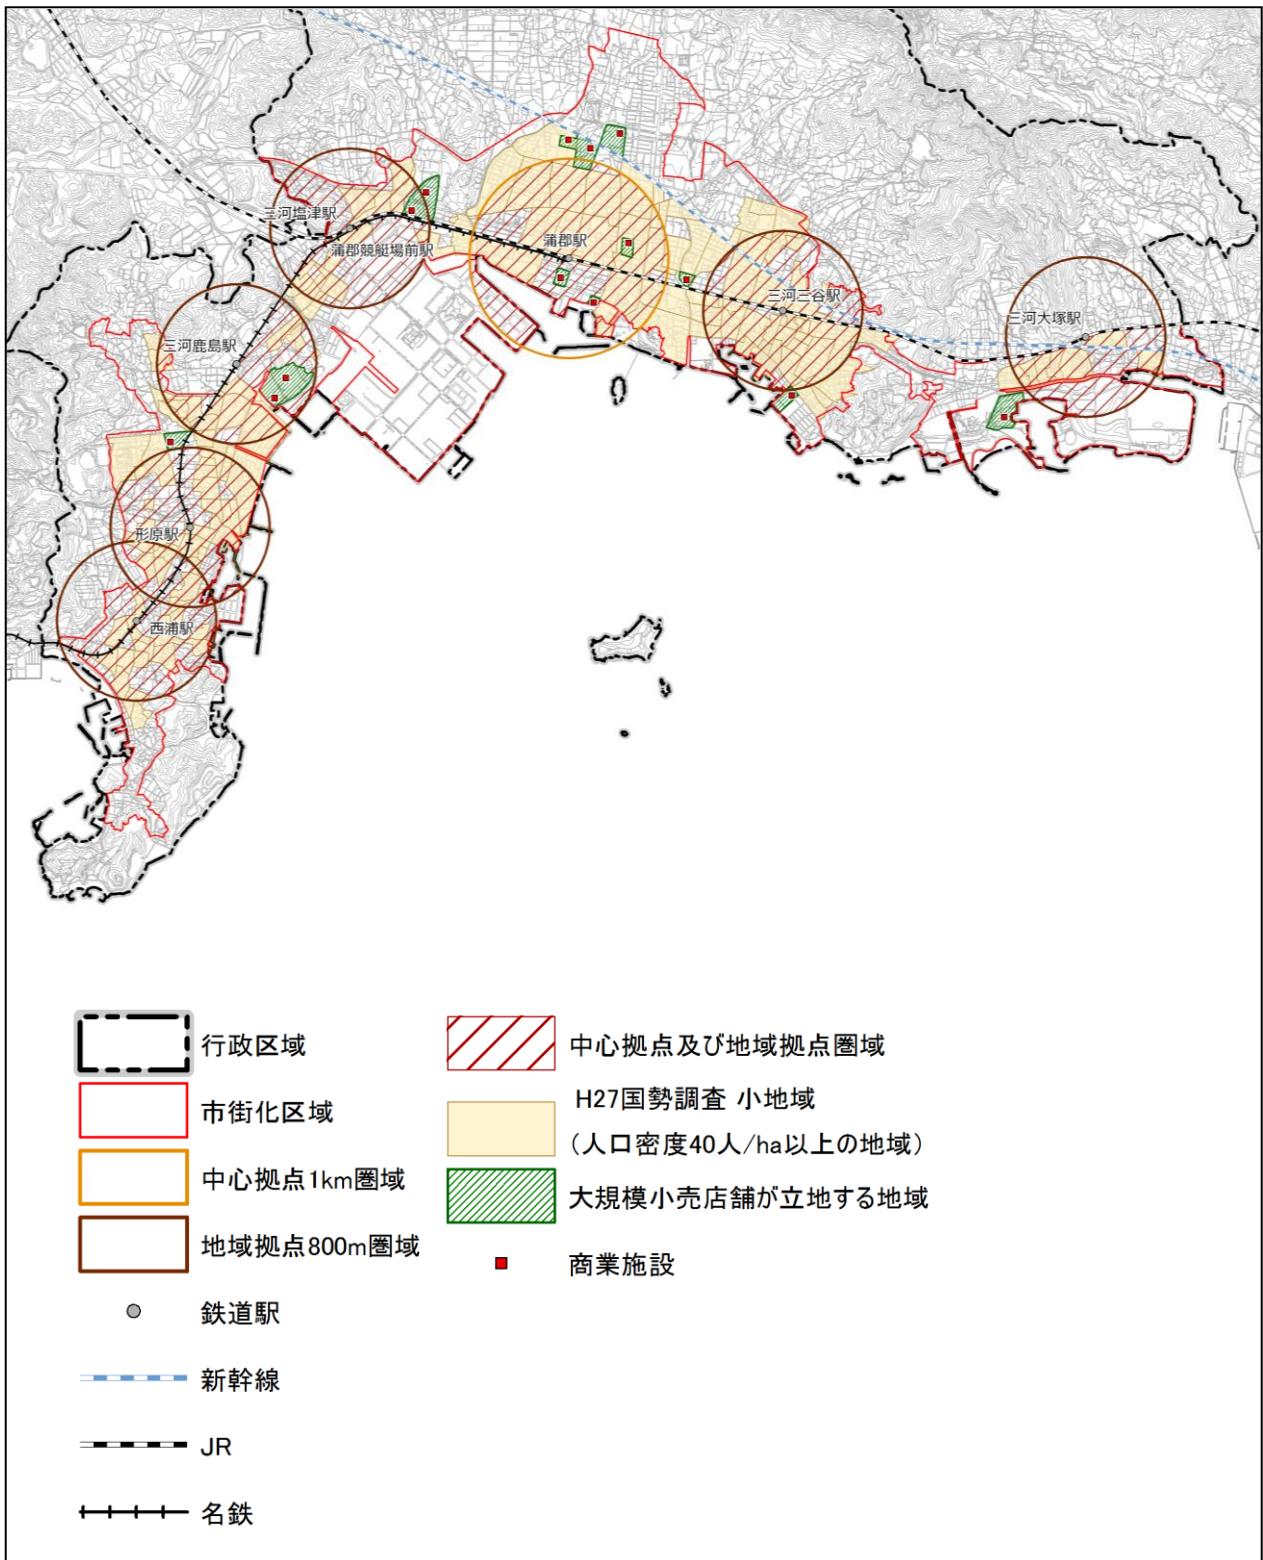 三河塩津駅
蒲郡競艇場前駅
蒲郡駅
三河三谷駅
三河大塚駅
三河鹿島駅
形原駅
西浦駅
行政区域
市街化区域
中心拠点1km圏域
地域拠点800m圏域
鉄道駅
新幹線
JR
名鉄
中心拠点及び地域拠点圏域
H27国勢調査 小地域
（人口密度40人/ha以上の地域）
大規模小売店舗が立地する地域
商業施設